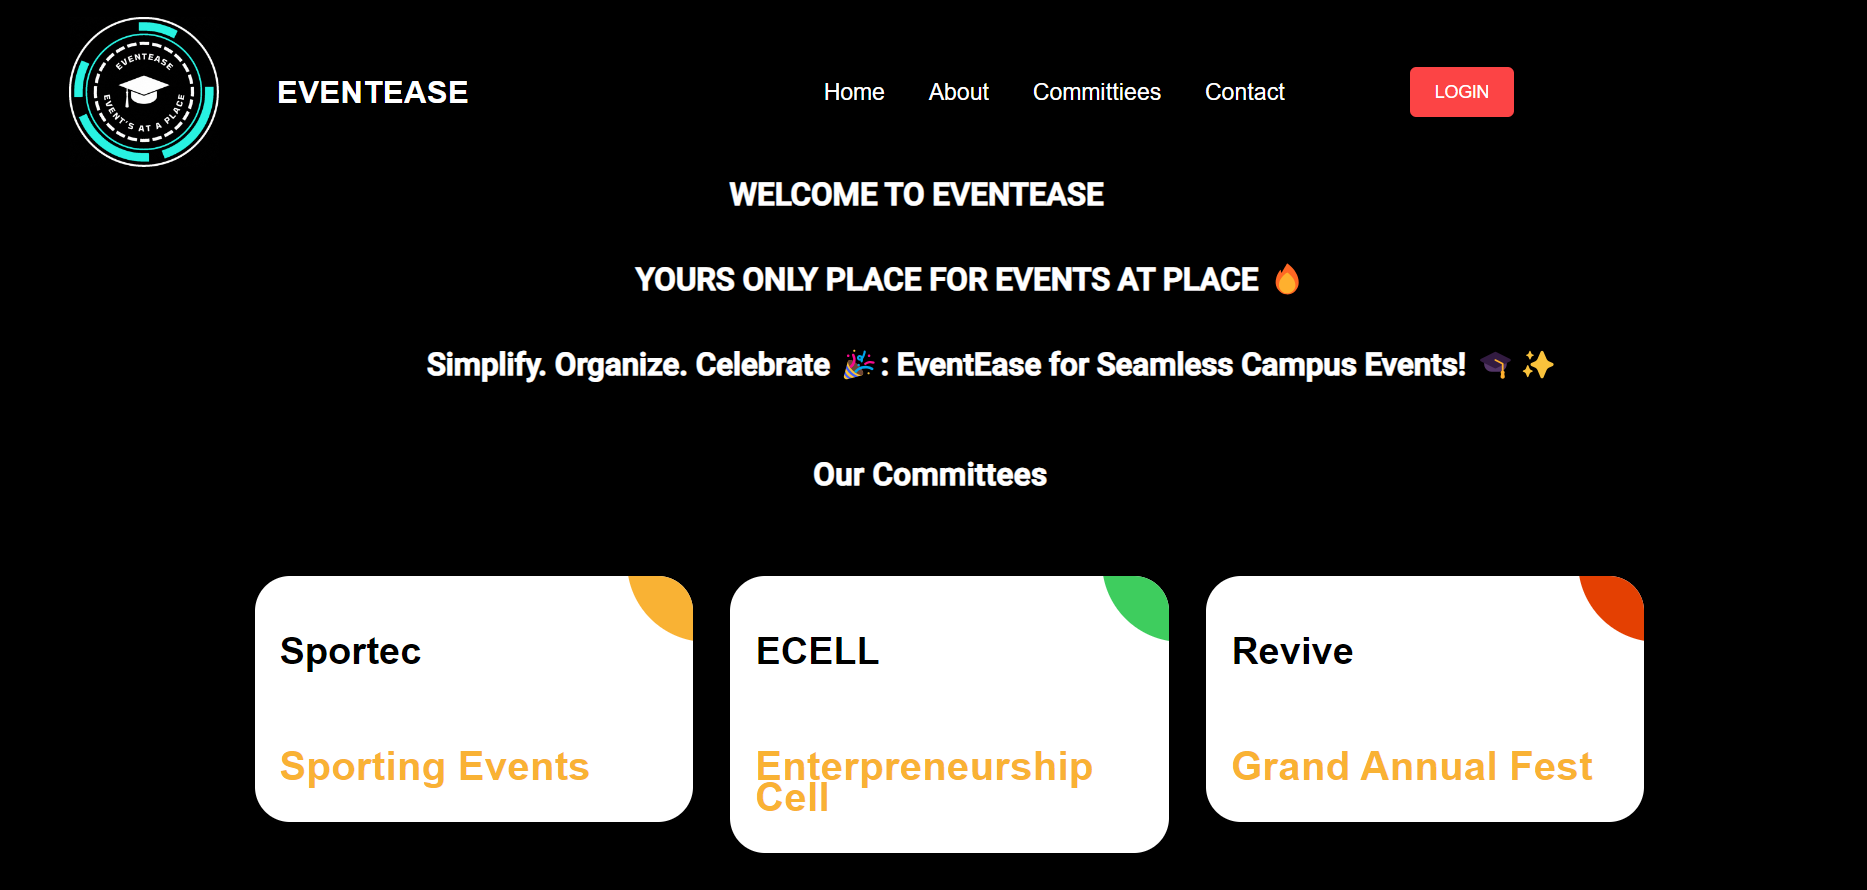 EVENTEASE
EVENT'S AT A PLACE
EVENTEASE
Home About Committiees Contact
LOGIN
WELCOME TO EVENTEASE
YOURS ONLY PLACE FOR EVENTS AT PLACE 🔥
Simplify. Organize. Celebrate 🎉: EventEase for Seamless Campus Events! 🎓✨
Our Committees
Sportec
Sporting Events
ECELL
Enterpreneurship
Cell
Revive
Grand Annual Fest